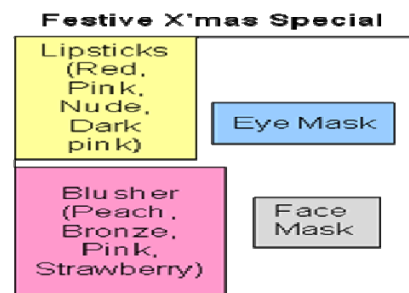 Festive X'mas Special
Lipsticks
(Red,
Pink,
Nude,
Dark
pink)
Eye Mask
Blusher
(Peach,
Bronze,
Pink,
Strawberry)
Face
Mask